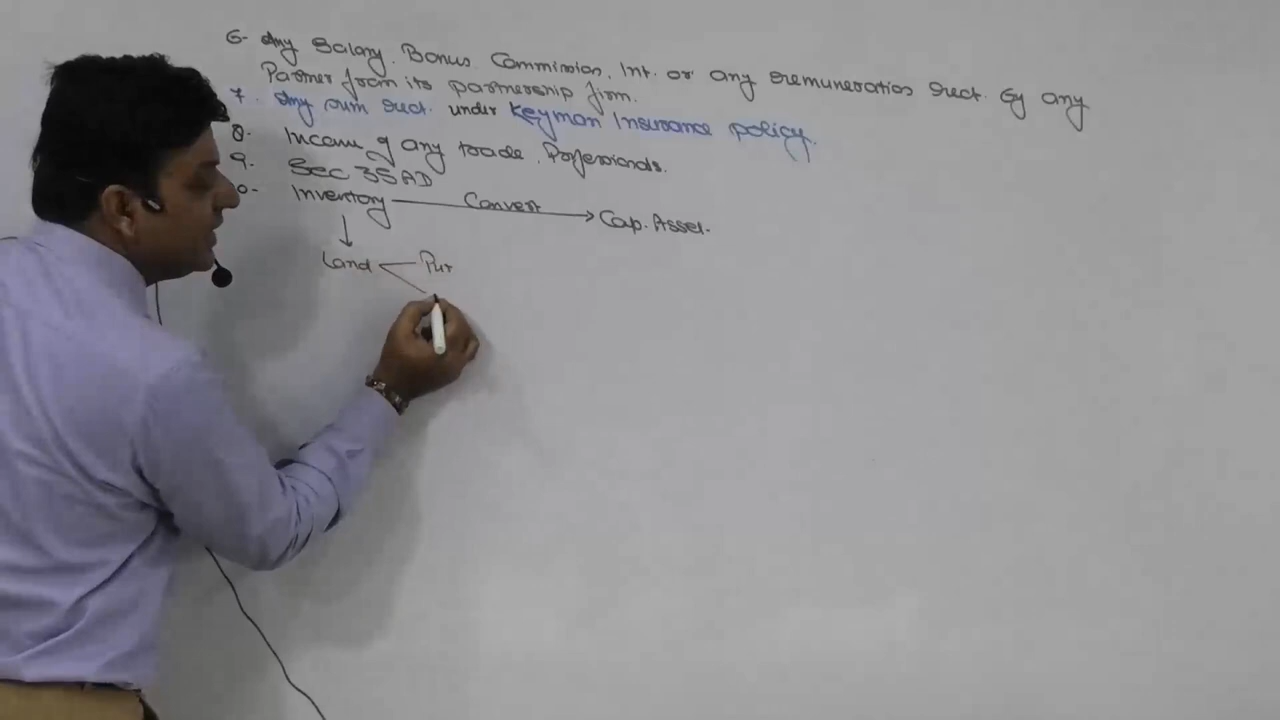 6- Any Salary, Bonus Commission, Int. or any remuneration rect. by any
Partner from its partnership firm.
7. Any sum rect. under Keyman Insurance policy.
8. Income of any trade, Professionals.
9. Sec 35AD
0- Inventory Convert Cap. Asset.
Land Pur